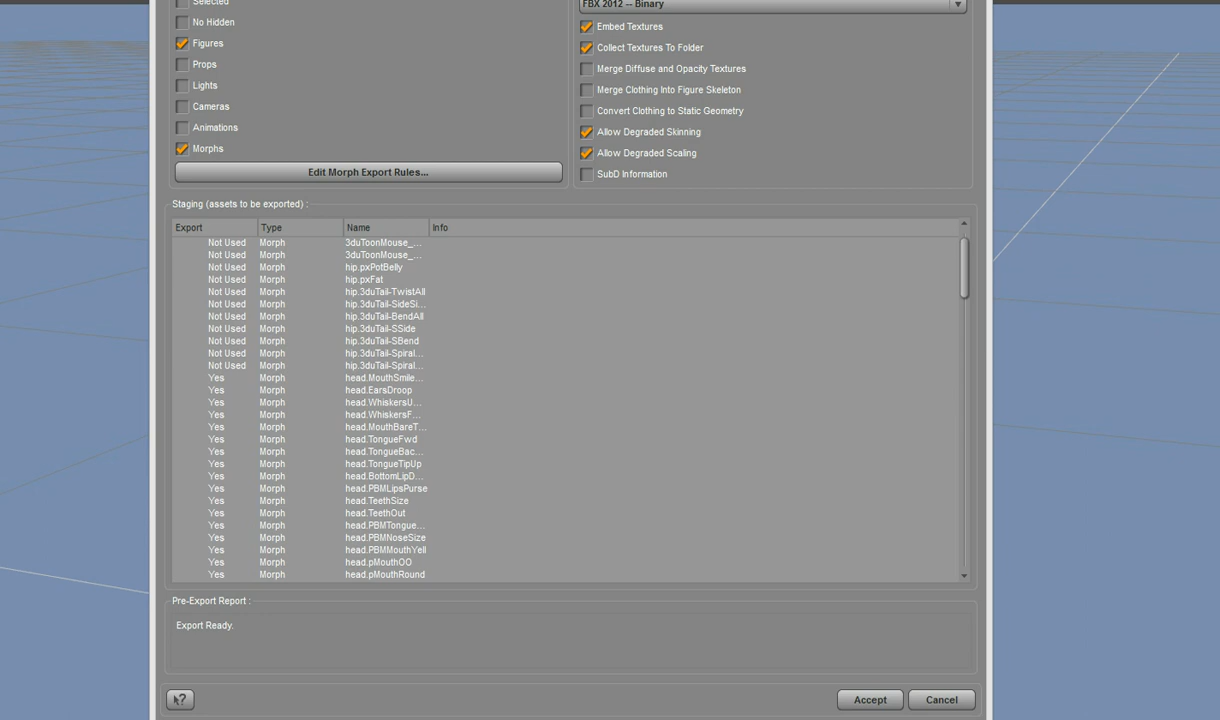 Selected
No Hidden
Figures
Props
Lights
Cameras
Animations
Morphs
Edit Morph Export Rules...
FBX 2012 -- Binary
Embed Textures
Collect Textures To Folder
Merge Diffuse and Opacity Textures
Merge Clothing Into Figure Skeleton
Convert Clothing to Static Geometry
Allow Degraded Skinning
Allow Degraded Scaling
SubD Information
Staging (assets to be exported) :
Export Type Name Info
Not Used Morph 3duToonMouse_...
Not Used Morph 3duToonMouse_...
Not Used Morph hip.pxPotBelly
Not Used Morph hip.pxFat
Not Used Morph hip.3duTail-TwistAll
Not Used Morph hip.3duTail-SideSi...
Not Used Morph hip.3duTail-BendAll
Not Used Morph hip.3duTail-SSide
Not Used Morph hip.3duTail-SBend
Not Used Morph hip.3duTail-Spiral...
Not Used Morph hip.3duTail-Spiral...
Yes Morph head.MouthSmile...
Yes Morph head.EarsDroop
Yes Morph head.WhiskersU...
Yes Morph head.WhiskersF...
Yes Morph head.MouthBareT...
Yes Morph head.TongueFwd
Yes Morph head.TongueBac...
Yes Morph head.TongueTipUp
Yes Morph head.BottomLipD...
Yes Morph head.PBMLipsPurse
Yes Morph head.TeethSize
Yes Morph head.TeethOut
Yes Morph head.PBMTongue...
Yes Morph head.PBMNoseSize
Yes Morph head.PBMMouthYell
Yes Morph head.pMouthOO
Yes Morph head.pMouthRound
Pre-Export Report :
Export Ready.
?
Accept
Cancel